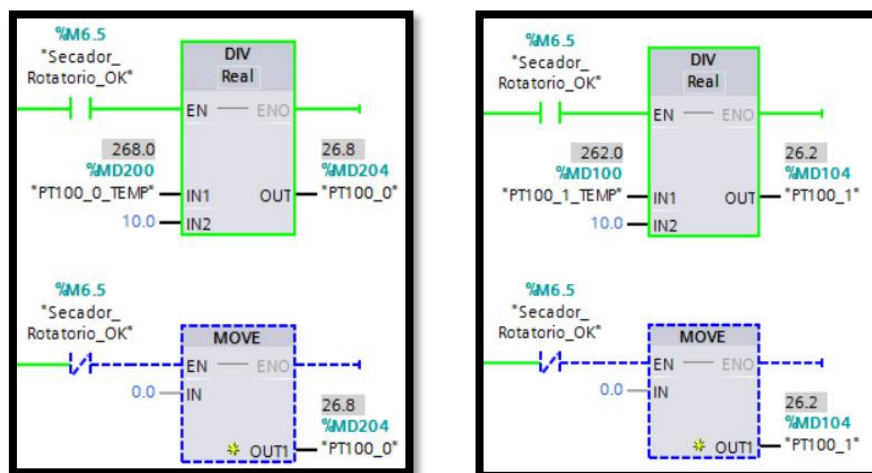 %M6.5
"Secador_
Rotatorio_OK"
DIV
Real
EN
ENO
268.0
%MD200
"PT100_0_TEMP"
IN1
10.0
IN2
26.8
%MD204
OUT
"PT100_0"
%M6.5
"Secador_
Rotatorio_OK"
MOVE
EN
ENO
0.0
IN
26.8
%MD204
OUT1
"PT100_0"
%M6.5
"Secador_
Rotatorio_OK"
DIV
Real
EN
ENO
262.0
%MD100
"PT100_1_TEMP"
IN1
10.0
IN2
26.2
%MD104
OUT
"PT100_1"
%M6.5
"Secador_
Rotatorio_OK"
MOVE
EN
ENO
0.0
IN
26.2
%MD104
OUT1
"PT100_1"